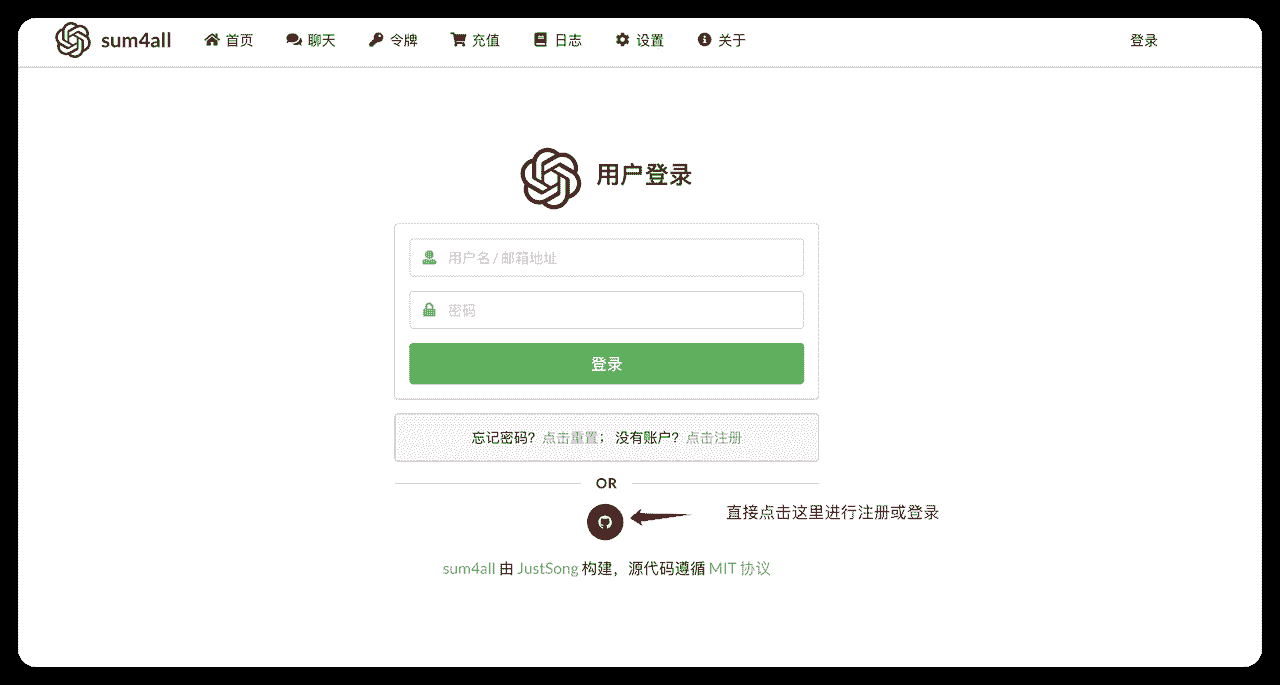 sum4all 首页 聊天 令牌 充值 日志 设置 关于 登录
用户登录
用户名 / 邮箱地址
密码
登录
忘记密码? 点击重置; 没有账户? 点击注册
OR
直接点击这里进行注册或登录
sum4all 由 JustSong 构建,源代码遵循 MIT 协议